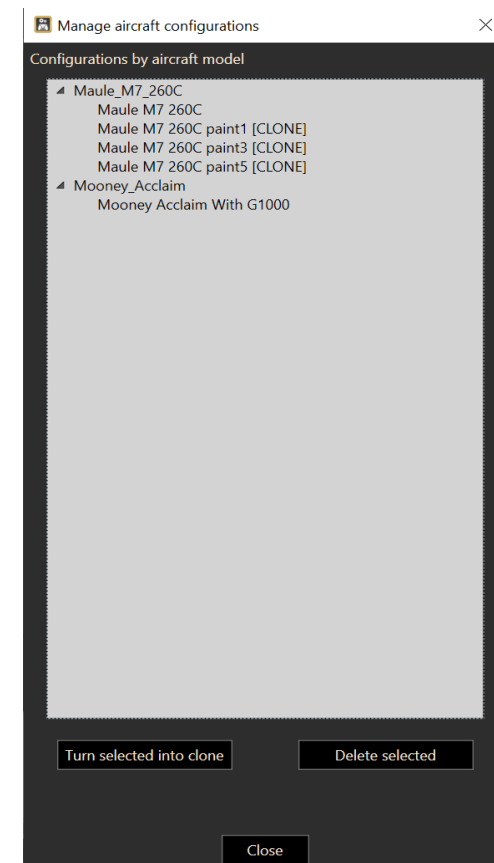 Manage aircraft configurations
Configurations by aircraft model
Maule_M7_260C
Maule M7 260C
Maule M7 260C paint1 [CLONE]
Maule M7 260C paint3 [CLONE]
Maule M7 260C paint5 [CLONE]
Mooney_Acclaim
Mooney Acclaim With G1000
Turn selected into clone
Delete selected
Close